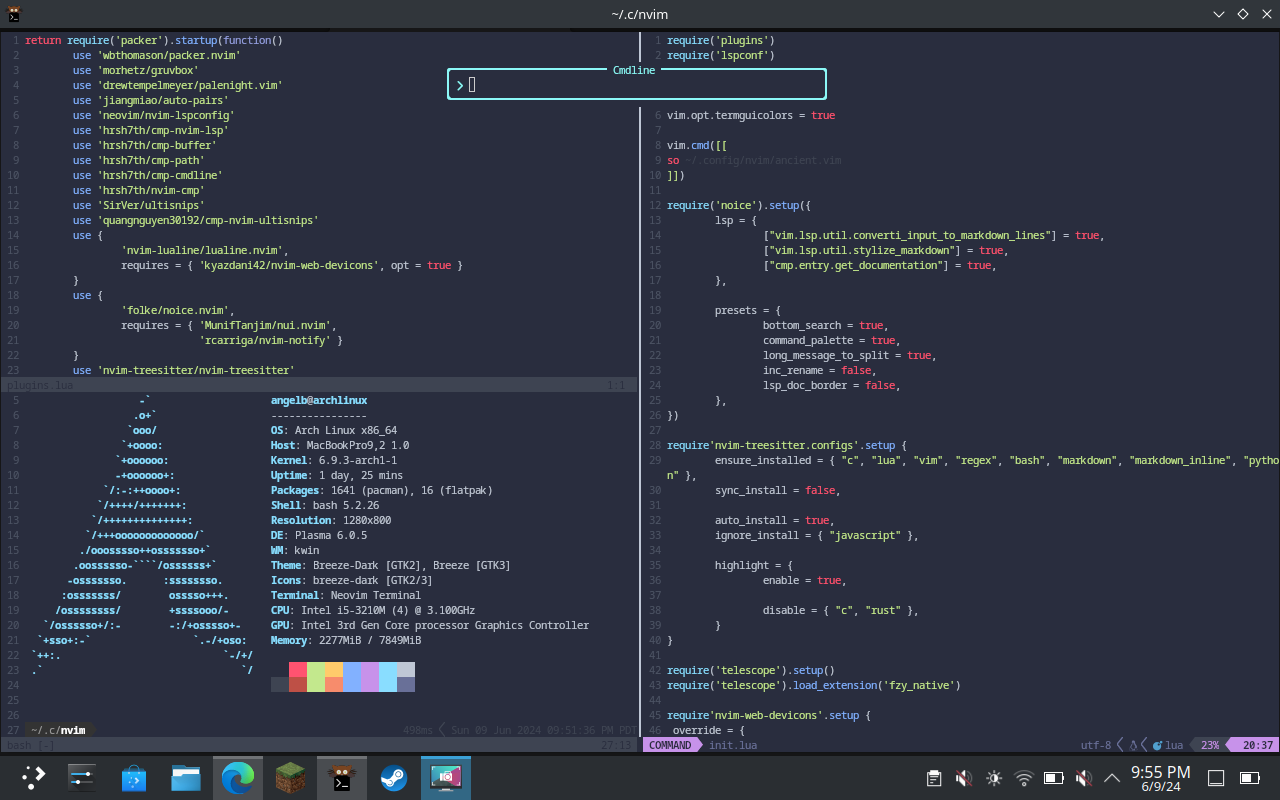 ~/.c/nvim
1 return require('packer').startup(function()
2 use 'wbthomason/packer.nvim'
3 use 'morhetz/gruvbox'
4 use 'drewtempelmeyer/palenight.vim'
5 use 'jiangmiao/auto-pairs'
6 use 'neovim/nvim-lspconfig'
7 use 'hrsh7th/cmp-nvim-lsp'
8 use 'hrsh7th/cmp-buffer'
9 use 'hrsh7th/cmp-path'
10 use 'hrsh7th/cmp-cmdline'
11 use 'hrsh7th/nvim-cmp'
12 use 'SirVer/ultisnips'
13 use 'quangnguyen30192/cmp-nvim-ultisnips'
14 use {
15 'nvim-lualine/lualine.nvim',
16 requires = { 'kyazdani42/nvim-web-devicons', opt = true }
17 }
18 use {
19 'folke/noice.nvim',
20 requires = { 'MunifTanjim/nui.nvim',
21 'rcarriga/nvim-notify' }
22 }
23 use 'nvim-treesitter/nvim-treesitter'
plugins.lua 1:1
5 -` angelb@archlinux
6 .o+` ----------------
7 `ooo/ OS: Arch Linux x86_64
8 `+oooo: Host: MacBookPro9,2 1.0
9 `+oooooo: Kernel: 6.9.3-arch1-1
10 -+oooooo+: Uptime: 1 day, 25 mins
11 `/:-:++oooo+: Packages: 1641 (pacman), 16 (flatpak)
12 `/++++/+++++++: Shell: bash 5.2.26
13 `/++++++++++++++: Resolution: 1280x800
14 `/+++ooooooooooooo/` DE: Plasma 6.0.5
15 ./ooosssso++osssssso+` WM: kwin
16 .oossssso-````/ossssss+` Theme: Breeze-Dark [GTK2], Breeze [GTK3]
17 -osssssso. :ssssssso. Icons: breeze-dark [GTK2/3]
18 :osssssss/ osssso+++. Terminal: Neovim Terminal
19 /ossssssss/ +ssssooo/- CPU: Intel i5-3210M (4) @ 3.100GHz
20 `/ossssso+/:- -:/+osssso+- GPU: Intel 3rd Gen Core processor Graphics Controller
21 `+sso+:-` `.-/+oso: Memory: 2277MiB / 7849MiB
22 `++:. `-/+/
23 .` `/
24
25
26
27 ~/.c/nvim 498ms Sun 09 Jun 2024 09:51:36 PM PDT
bash [-] 27:13
1 require('plugins')
2 require('lspconf')
Cmdline
6 vim.opt.termguicolors = true
7
8 vim.cmd([[
9 so ~/.config/nvim/ancient.vim
10 ]])
11
12 require('noice').setup({
13 lsp = {
14 ["vim.lsp.util.converti_input_to_markdown_lines"] = true,
15 ["vim.lsp.util.stylize_markdown"] = true,
16 ["cmp.entry.get_documentation"] = true,
17 },
18
19 presets = {
20 bottom_search = true,
21 command_palette = true,
22 long_message_to_split = true,
23 inc_rename = false,
24 lsp_doc_border = false,
25 },
26 })
27
28 require'nvim-treesitter.configs'.setup {
29 ensure_installed = { "c", "lua", "vim", "regex", "bash", "markdown", "markdown_inline", "pytho
n" },
30 sync_install = false,
31
32 auto_install = true,
33 ignore_install = { "javascript" },
34
35 highlight = {
36 enable = true,
37
38 disable = { "c", "rust" },
39 }
40 }
41
42 require('telescope').setup()
43 require('telescope').load_extension('fzy_native')
44
45 require'nvim-web-devicons'.setup {
46 override = {
COMMAND init.lua utf-8 lua 23% 20:37
9:55 PM
6/9/24